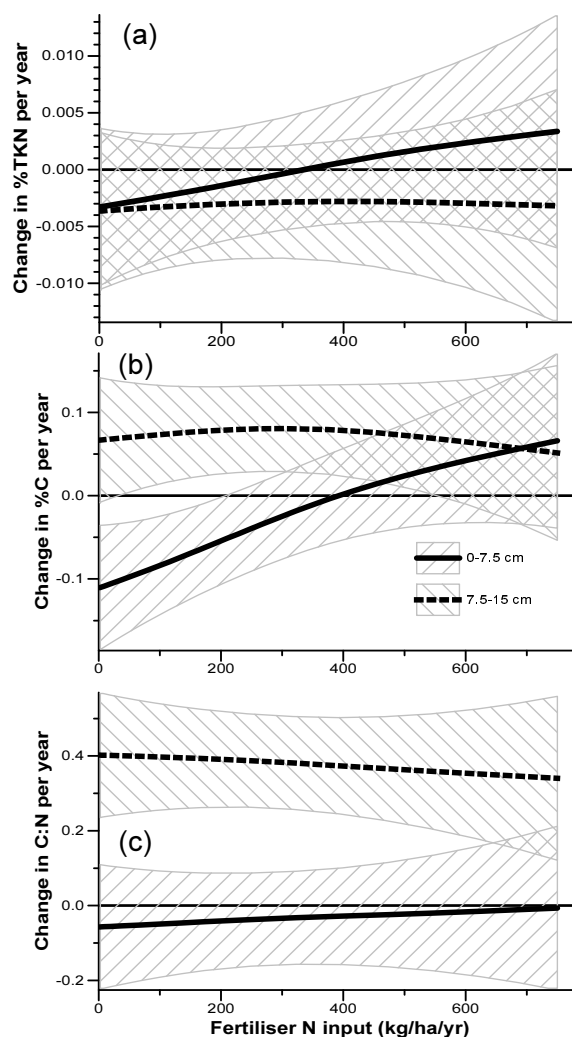 (a)
Change in %TKN per year
0.010
0.005
0.000
-0.005
-0.010
0 200 400 600
(b)
Change in %C per year
0.1
0.0
-0.1
0-7.5 cm
7.5-15 cm
0 200 400 600
(c)
Change in C:N per year
0.4
0.2
0.0
-0.2
0 200 400 600
Fertiliser N input (kg/ha/yr)